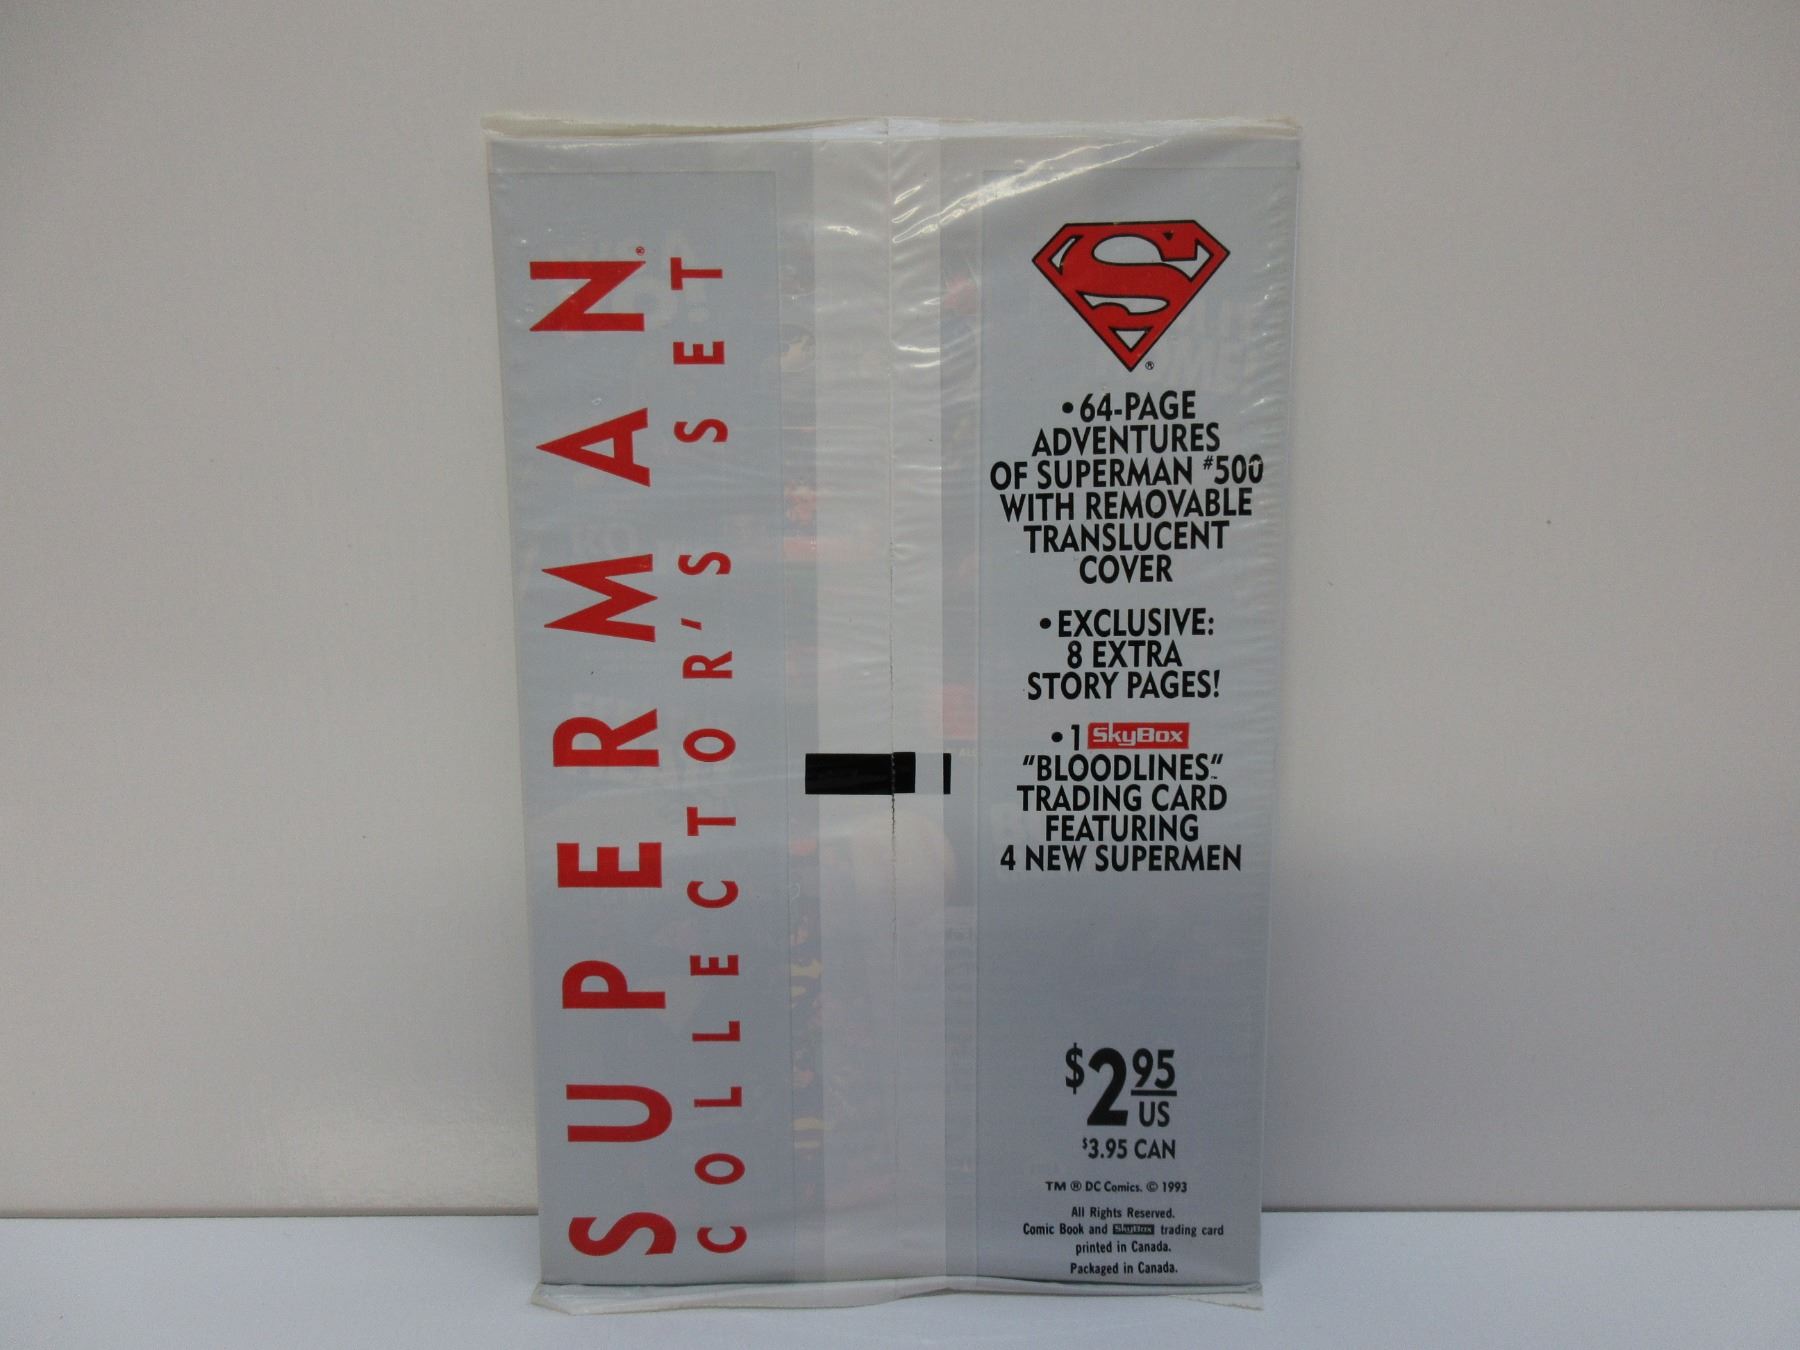 SUPERMAN®
COLLECTOR'S SET
®
• 64-PAGE
ADVENTURES
OF SUPERMAN #500
WITH REMOVABLE
TRANSLUCENT
COVER
• EXCLUSIVE:
8 EXTRA
STORY PAGES!
• 1 SkyBox
"BLOODLINES"™
TRADING CARD
FEATURING
4 NEW SUPERMEN
$2.95
US
$3.95 CAN
TM ® DC Comics. © 1993
All Rights Reserved.
Comic Book and SkyBox trading card
printed in Canada.
Packaged in Canada.